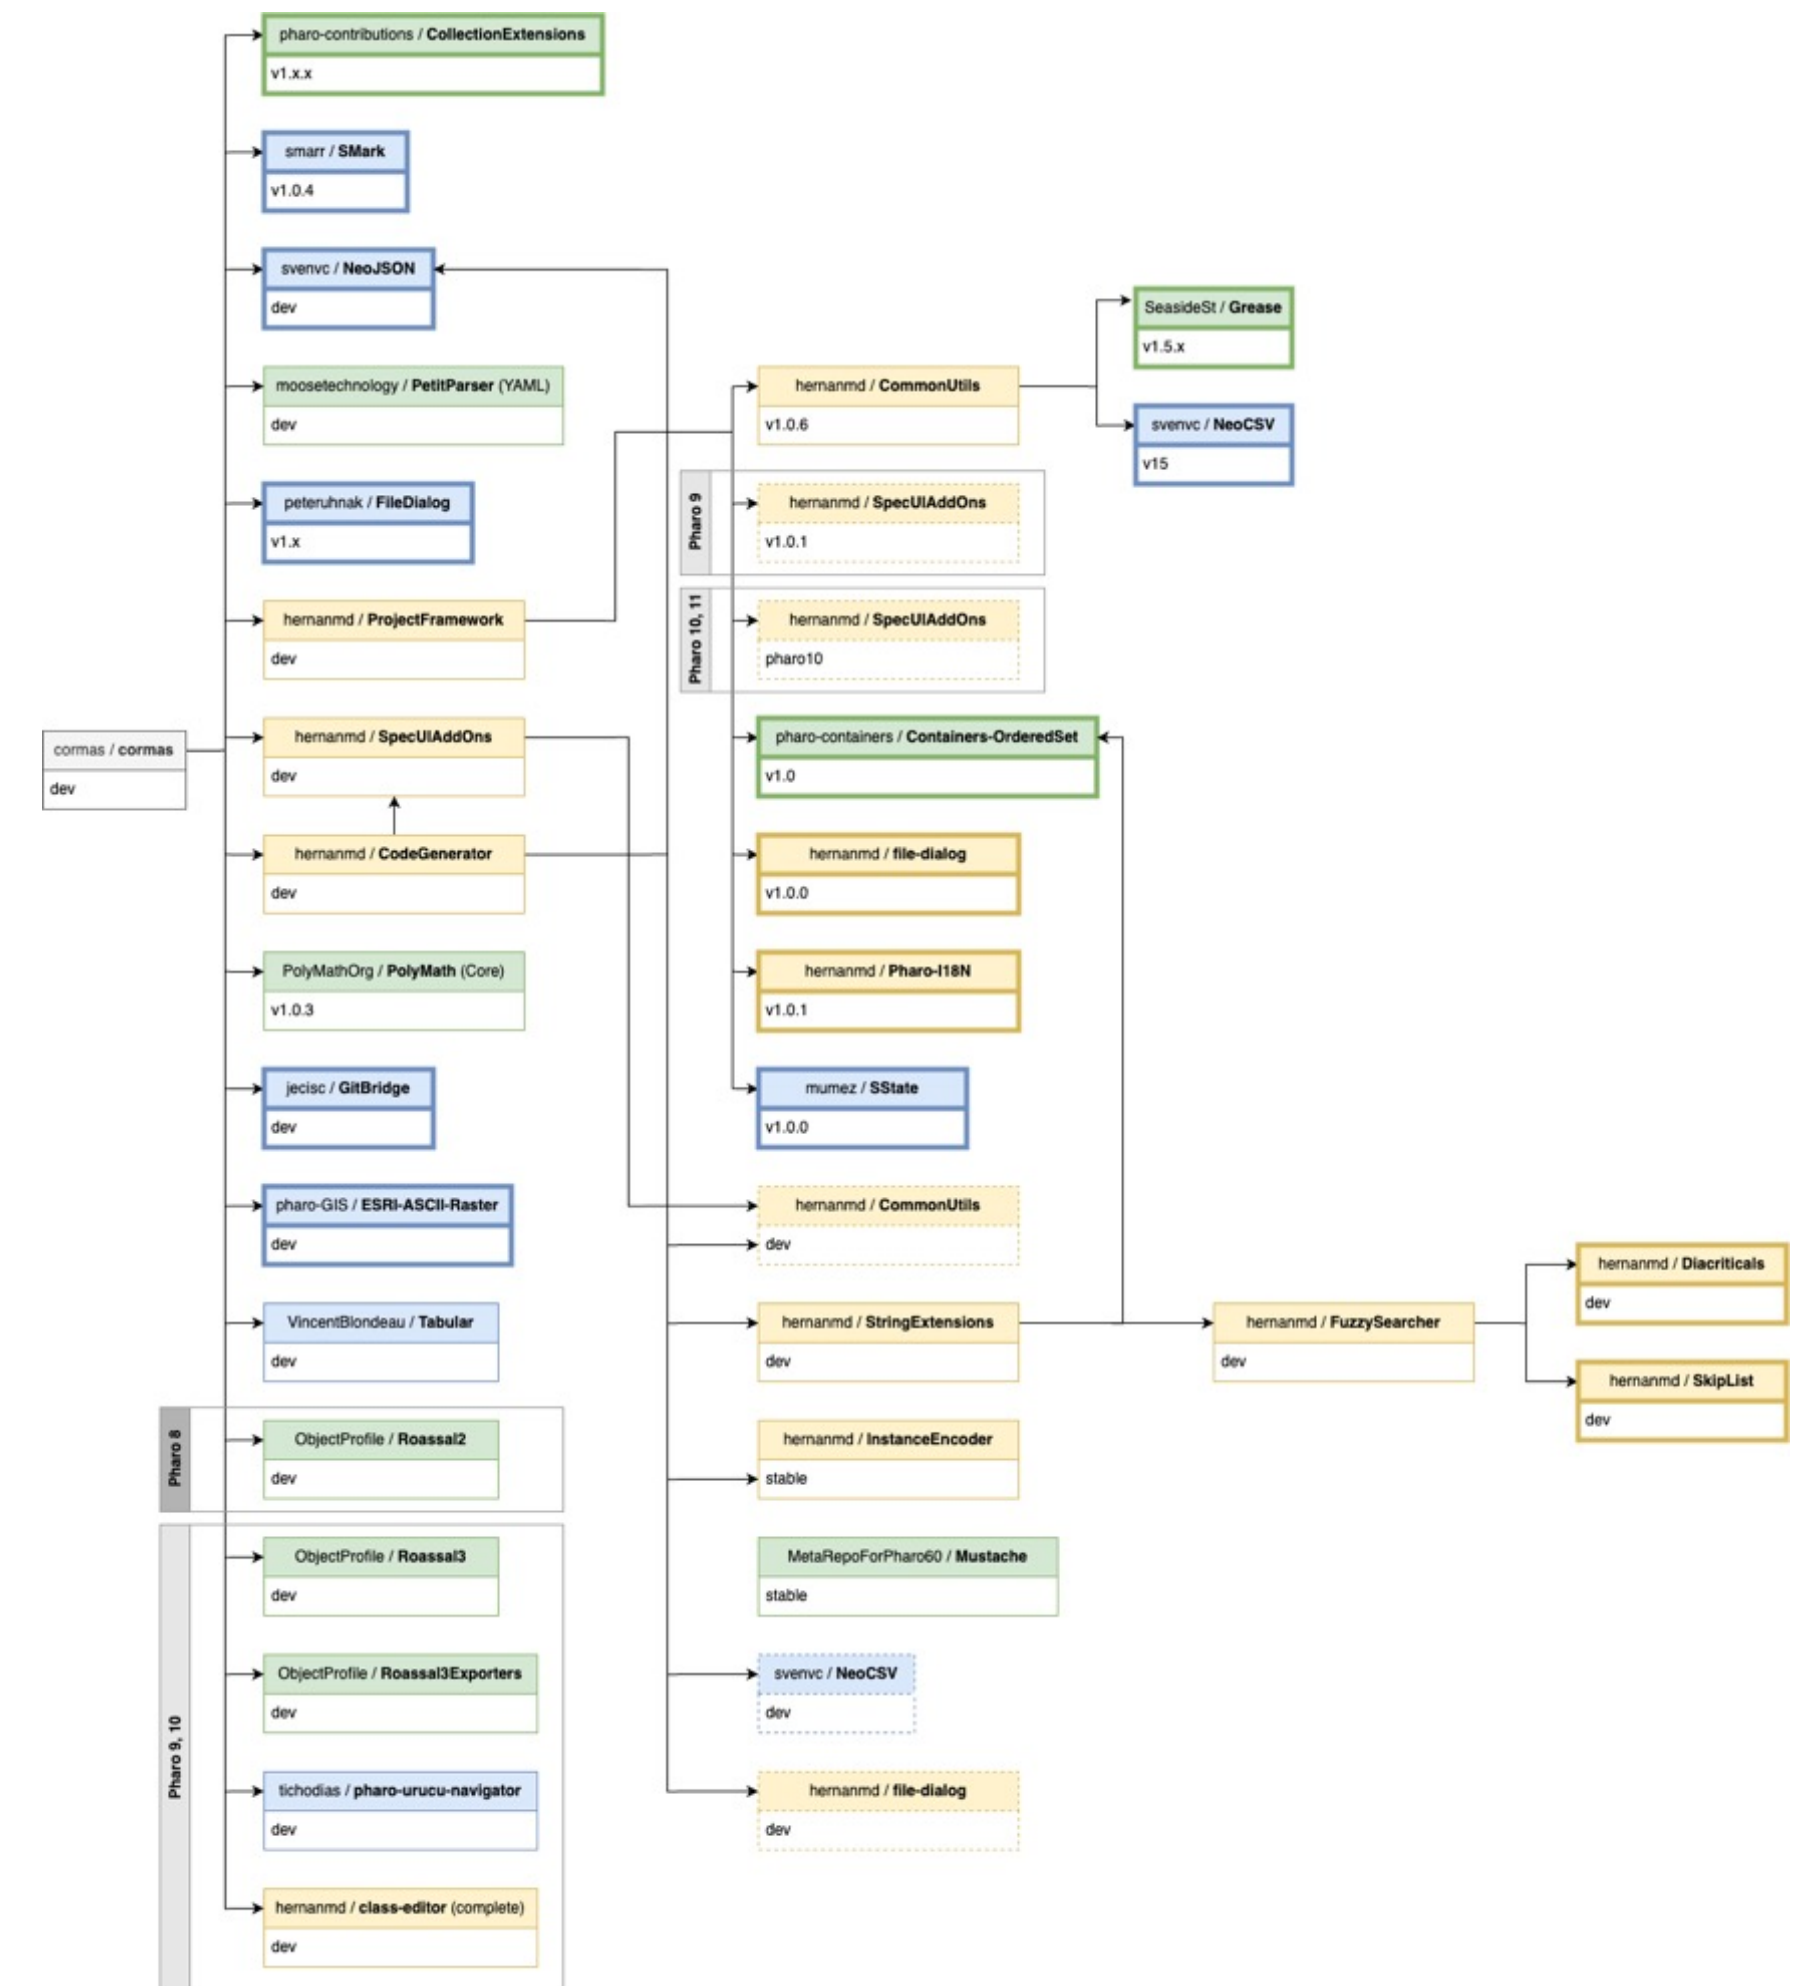 pharo-contributions / CollectionExtensions
v1.x.x
smarr / SMark
v1.0.4
svenvc / NeoJSON
dev
SeasideSt / Grease
v1.5.x
moosetechnology / PetitParser (YAML)
dev
hernanmd / CommonUtils
v1.0.6
svenvc / NeoCSV
v15
peteruhnak / FileDialog
v1.x
Pharo 9
hernanmd / SpecUIAddOns
v1.0.1
hernanmd / ProjectFramework
dev
Pharo 10, 11
hernanmd / SpecUIAddOns
pharo10
cormas / cormas
dev
hernanmd / SpecUIAddOns
dev
pharo-containers / Containers-OrderedSet
v1.0
hernanmd / CodeGenerator
dev
hernanmd / file-dialog
v1.0.0
PolyMathOrg / PolyMath (Core)
v1.0.3
hernanmd / Pharo-I18N
v1.0.1
jecisc / GitBridge
dev
mumez / SState
v1.0.0
pharo-GIS / ESRI-ASCII-Raster
dev
hernanmd / CommonUtils
dev
VincentBlondeau / Tabular
dev
hernanmd / StringExtensions
dev
hernanmd / FuzzySearcher
dev
hernanmd / Diacriticals
dev
hernanmd / SkipList
dev
Pharo 8
ObjectProfile / Roassal2
dev
hernanmd / InstanceEncoder
stable
Pharo 9, 10
ObjectProfile / Roassal3
dev
MetaRepoForPharo60 / Mustache
stable
ObjectProfile / Roassal3Exporters
dev
svenvc / NeoCSV
dev
tichodias / pharo-urucu-navigator
dev
hernanmd / file-dialog
dev
hernanmd / class-editor (complete)
dev